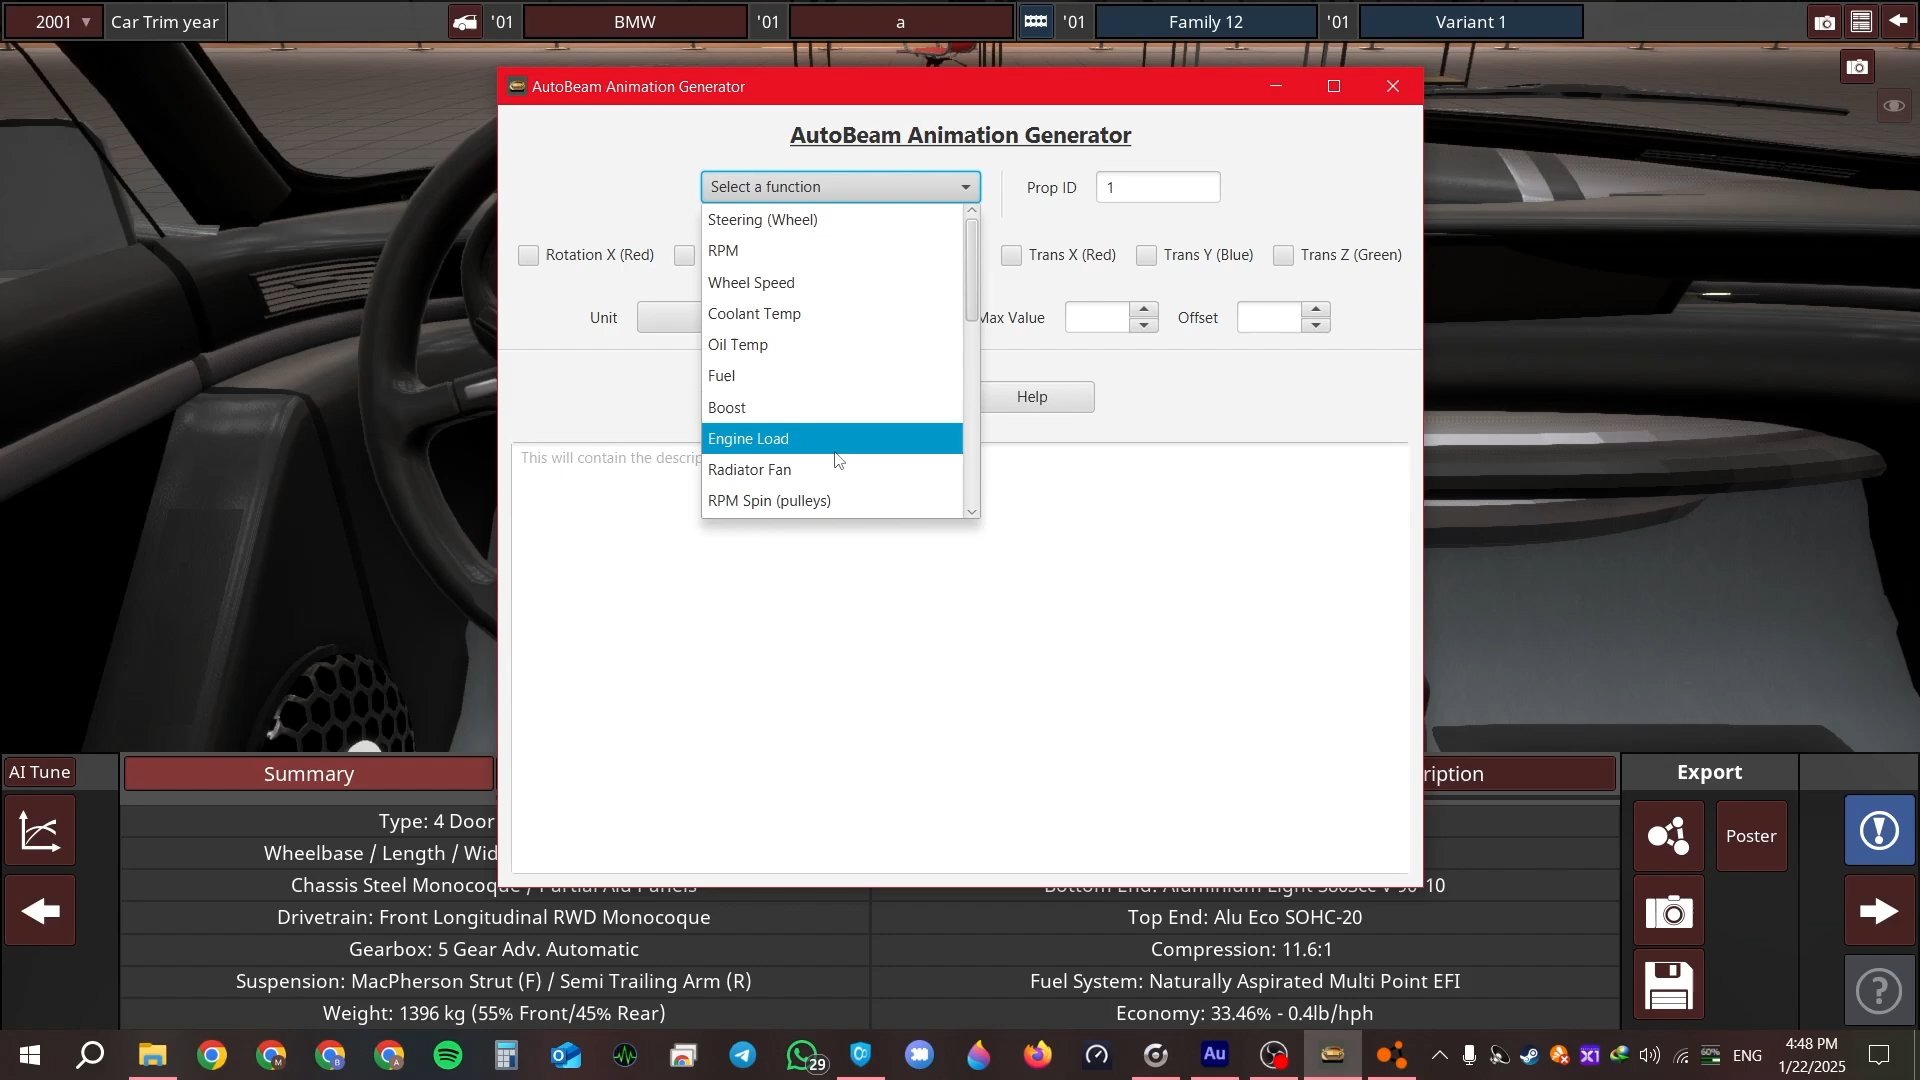 2001 ▼ Car Trim year '01 BMW '01 a '01 Family 12 '01 Variant 1
AutoBeam Animation Generator
AutoBeam Animation Generator
Select a function Prop ID 1
Steering (Wheel)
RPM
Rotation X (Red) Trans X (Red) Trans Y (Blue) Trans Z (Green)
Wheel Speed
Coolant Temp
Unit Max Value Offset
Oil Temp
Fuel
Help
Boost
Engine Load
This will contain the descrip
Radiator Fan
RPM Spin (pulleys)
AI Tune Summary ription Export
Type: 4 Door
Poster
Wheelbase / Length / Wid
Chassis Steel Monocoque / Partial Alu Panels
Drivetrain: Front Longitudinal RWD Monocoque Top End: Alu Eco SOHC-20
Gearbox: 5 Gear Adv. Automatic Compression: 11.6:1
Suspension: MacPherson Strut (F) / Semi Trailing Arm (R) Fuel System: Naturally Aspirated Multi Point EFI
Weight: 1396 kg (55% Front/45% Rear) Economy: 33.46% - 0.4lb/hph
29 Au ENG 4:48 PM
1/22/2025